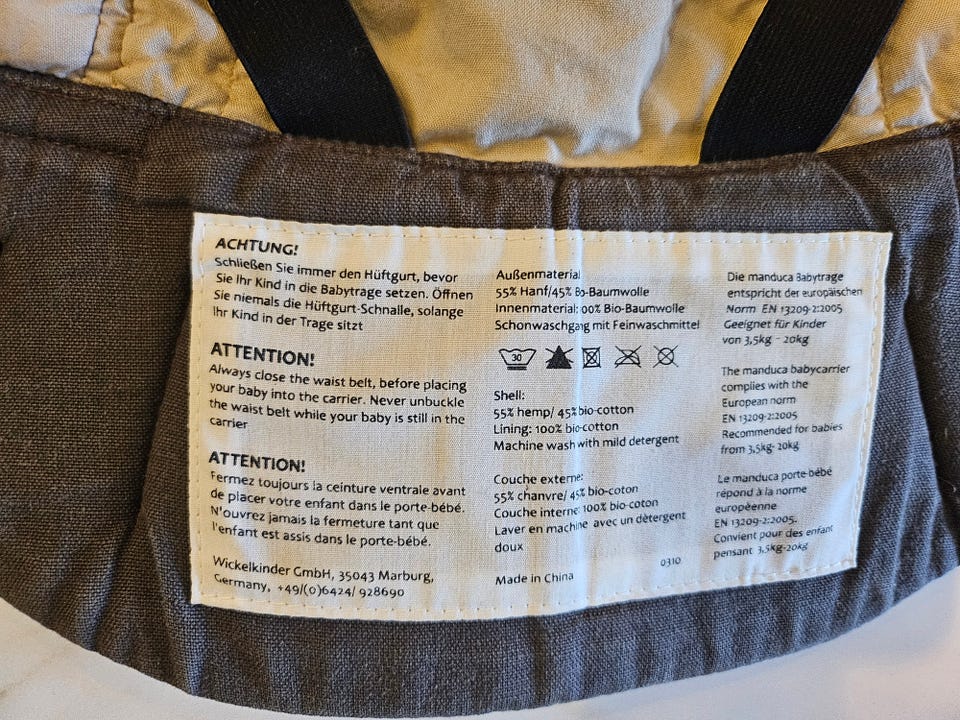 ACHTUNG!
Schließen Sie immer den Hüftgurt, bevor
Sie Ihr Kind in die Babytrage setzen. Öffnen
Sie niemals die Hüftgurt-Schnalle, solange
Ihr Kind in der Trage sitzt
ATTENTION!
Always close the waist belt, before placing
your baby into the carrier. Never unbuckle
the waist belt while your baby is still in the
carrier
ATTENTION!
Fermez toujours la ceinture ventrale avant
de placer votre enfant dans le porte-bébé.
N'ouvrez jamais la fermeture tant que
l'enfant est assis dans le porte-bébé.
Wickelkinder GmbH, 35043 Marburg,
Germany, +49/(0)6424/ 928690
Außenmaterial
55% Hanf/45% Bio-Baumwolle
Innenmaterial: 100% Bio-Baumwolle
Schonwaschgang mit Feinwaschmittel
30
Shell:
55% hemp/ 45% bio-cotton
Lining: 100% bio-cotton
Machine wash with mild detergent
Couche externe:
55% chanvre/ 45% bio-coton
Couche interne 100% bio-coton
Laver en machine avec un dètergent
doux
Made in China
0310
Die manduca Babytrage
entspricht der europäischen
Norm EN 13209-2:2005
Geeignet für Kinder
von 3,5kg - 20kg
The manduca babycarrier
complies with the
European norm
EN 13209-2:2005
Recommended for babies
from 3,5kg- 20kg
Le manduca porte-bébé
répond à la norme
européenne
EN 13209-2:2005.
Convient pour des enfant
pensant 3,5kg-20kg